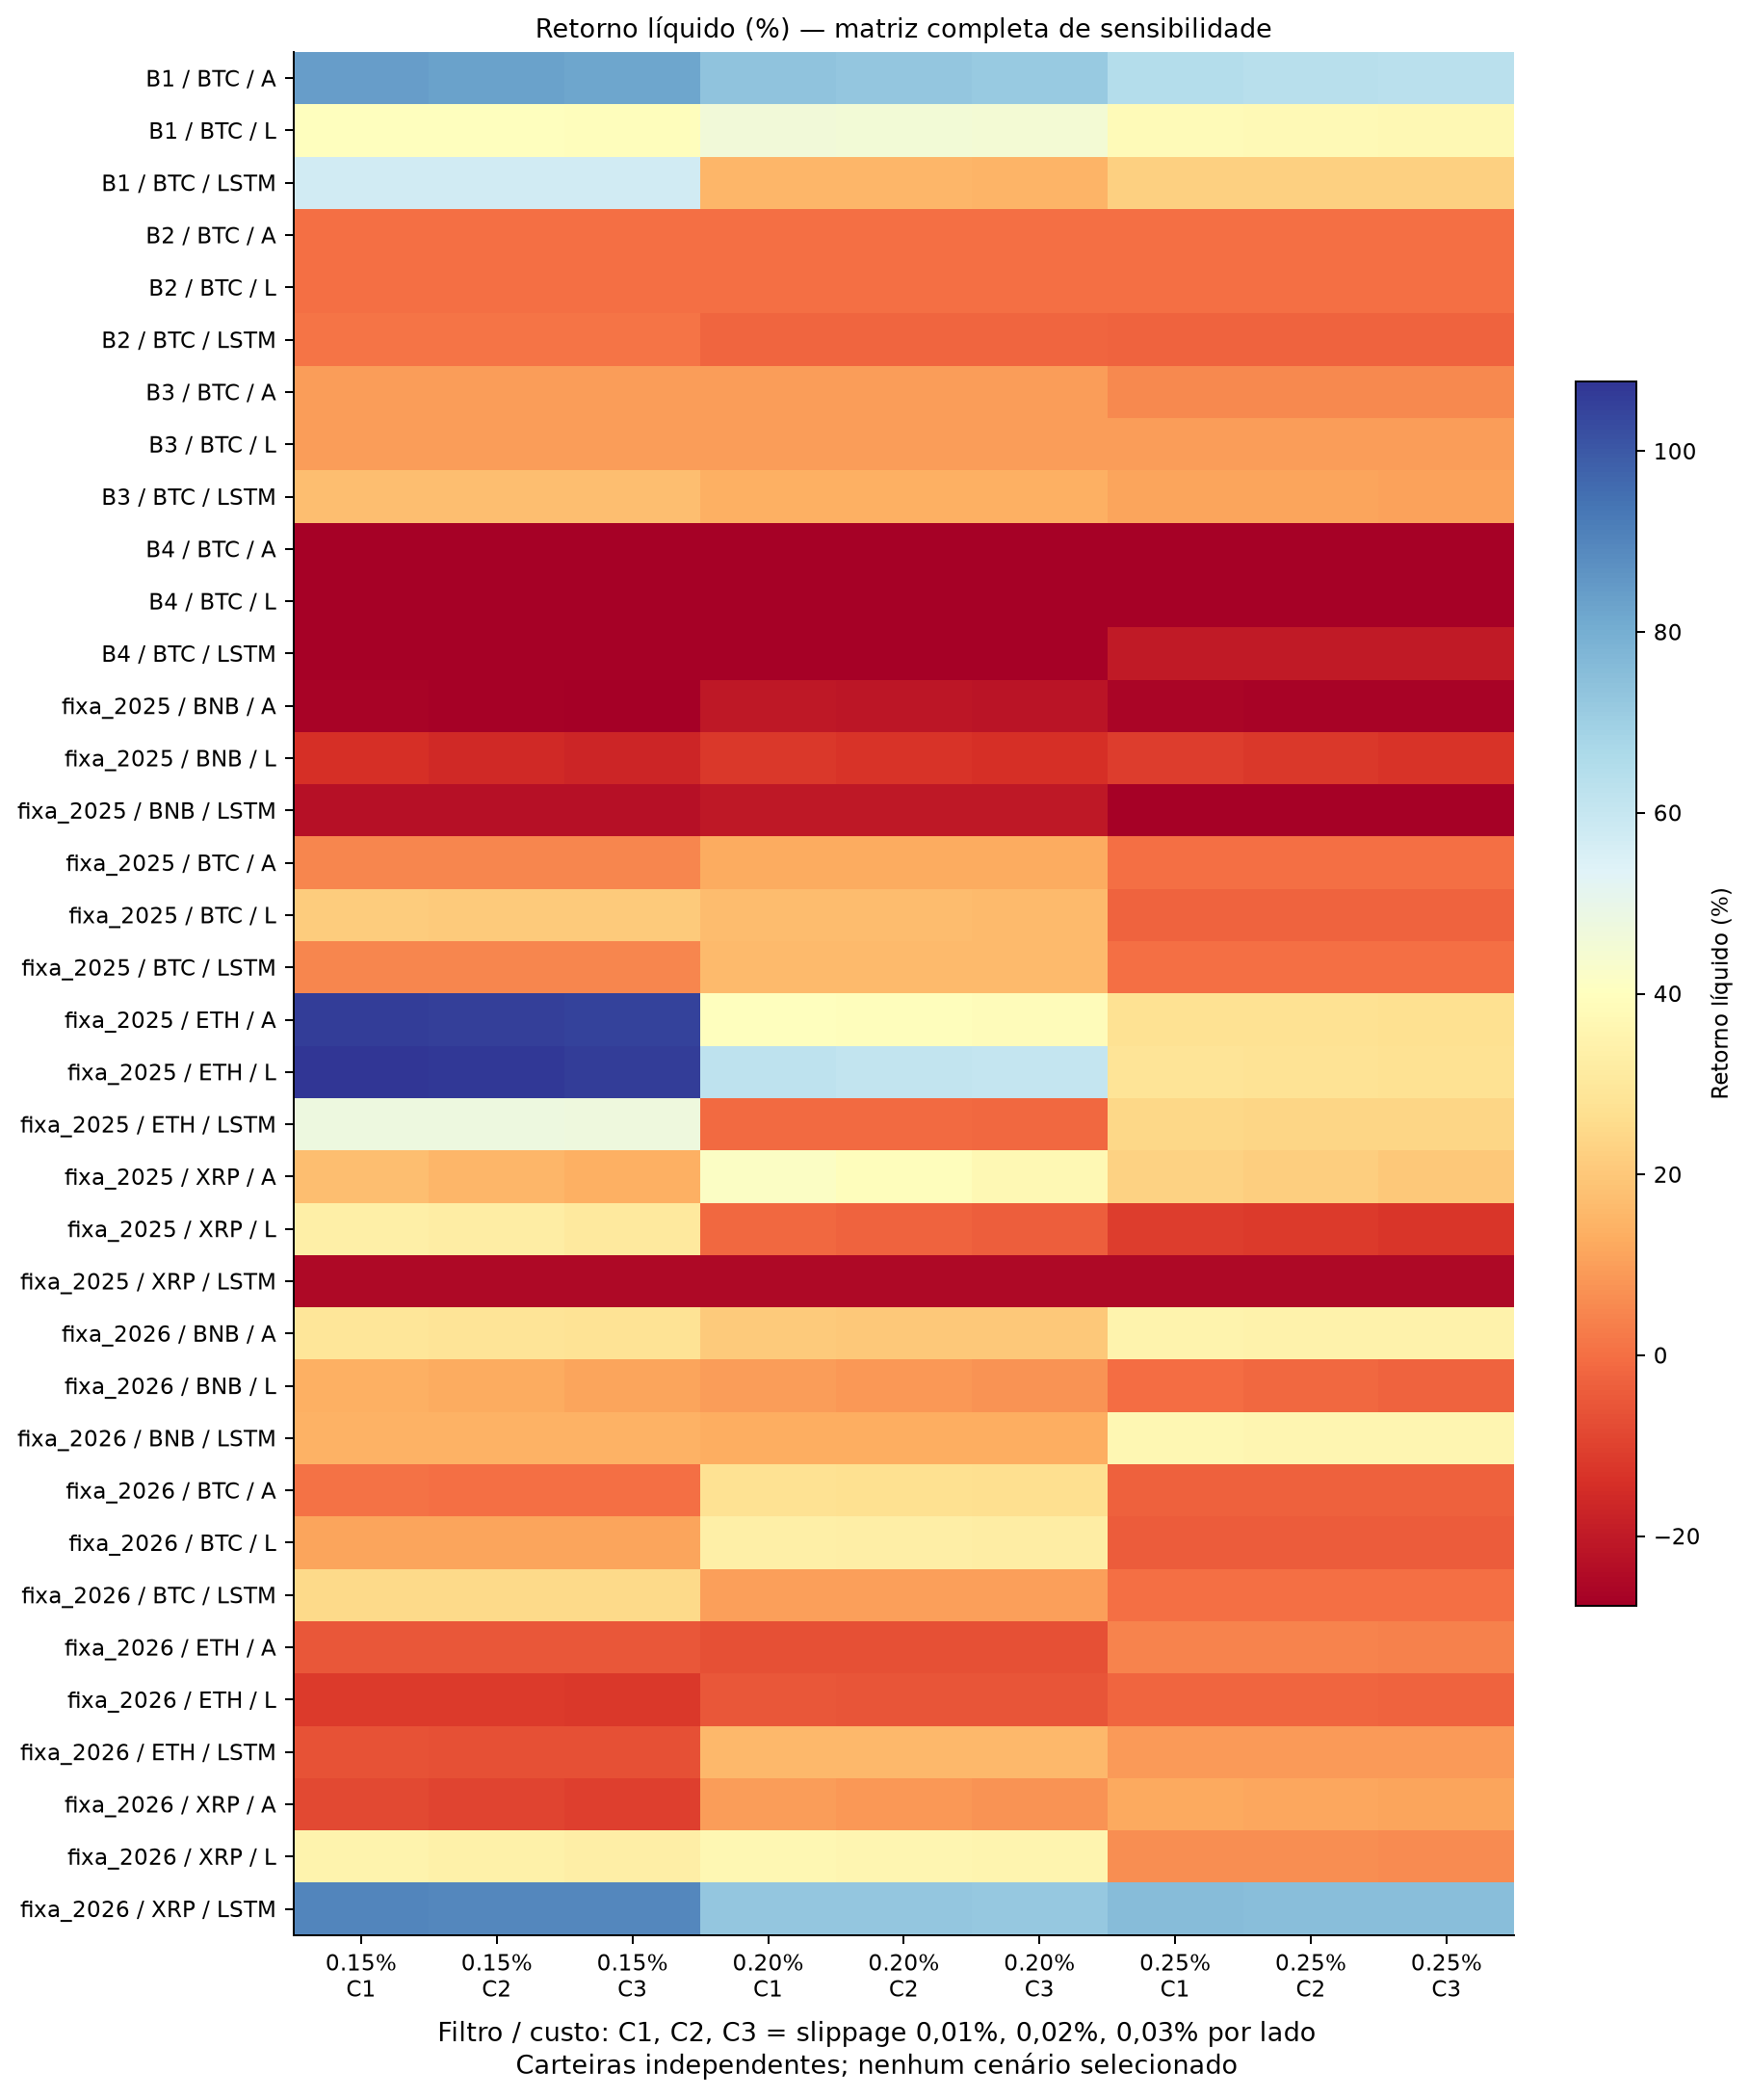 Retorno líquido (%) — matriz completa de sensibilidade
B1 / BTC / A
B1 / BTC / L
B1 / BTC / LSTM
B2 / BTC / A
B2 / BTC / L
B2 / BTC / LSTM
B3 / BTC / A
B3 / BTC / L
B3 / BTC / LSTM
B4 / BTC / A
B4 / BTC / L
B4 / BTC / LSTM
fixa_2025 / BNB / A
fixa_2025 / BNB / L
fixa_2025 / BNB / LSTM
fixa_2025 / BTC / A
fixa_2025 / BTC / L
fixa_2025 / BTC / LSTM
fixa_2025 / ETH / A
fixa_2025 / ETH / L
fixa_2025 / ETH / LSTM
fixa_2025 / XRP / A
fixa_2025 / XRP / L
fixa_2025 / XRP / LSTM
fixa_2026 / BNB / A
fixa_2026 / BNB / L
fixa_2026 / BNB / LSTM
fixa_2026 / BTC / A
fixa_2026 / BTC / L
fixa_2026 / BTC / LSTM
fixa_2026 / ETH / A
fixa_2026 / ETH / L
fixa_2026 / ETH / LSTM
fixa_2026 / XRP / A
fixa_2026 / XRP / L
fixa_2026 / XRP / LSTM
0.15% 0.15% 0.15% 0.20% 0.20% 0.20% 0.25% 0.25% 0.25%
C1 C2 C3 C1 C2 C3 C1 C2 C3
Filtro / custo: C1, C2, C3 = slippage 0,01%, 0,02%, 0,03% por lado
Carteiras independentes; nenhum cenário selecionado
100
80
60
40
20
0
−20
Retorno líquido (%)